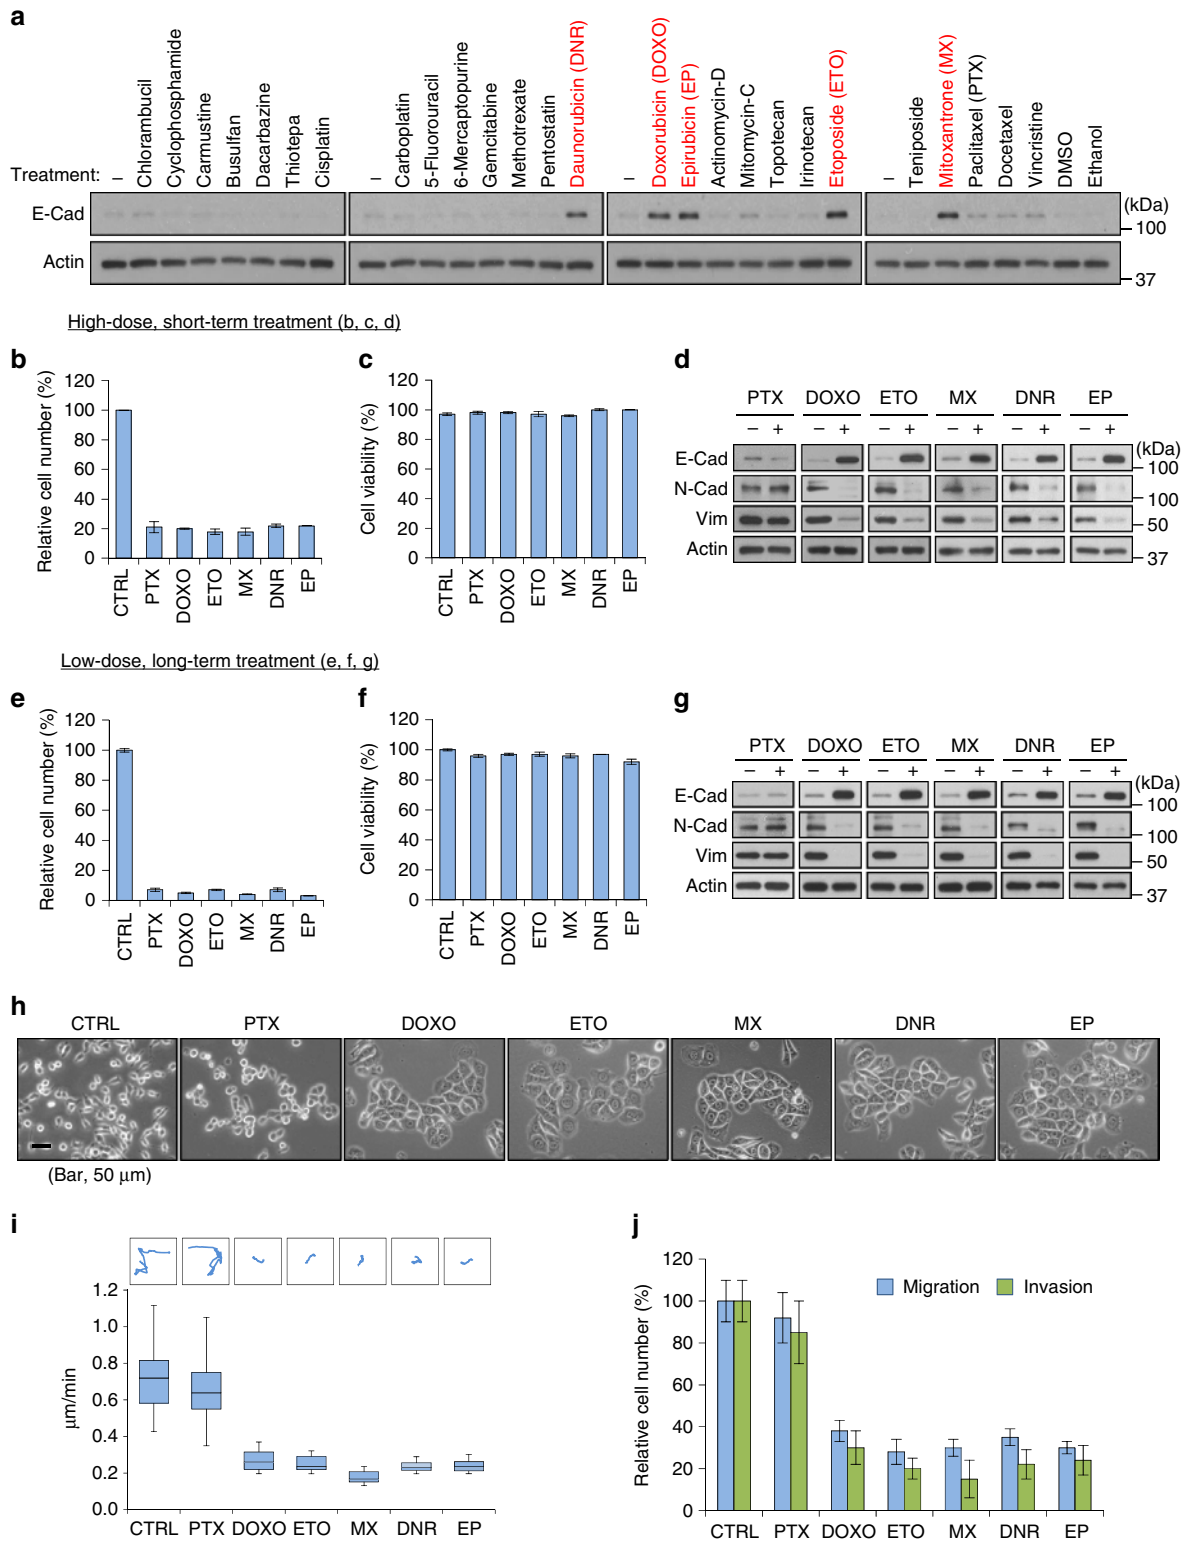 a
Treatment:
– Chlorambucil Cyclophosphamide Carmustine Busulfan Dacarbazine Thiotepa Cisplatin
– Carboplatin 5-Fluorouracil 6-Mercaptopurine Gemcitabine Methotrexate Pentostatin Daunorubicin (DNR)
– Doxorubicin (DOXO) Epirubicin (EP) Actinomycin-D Mitomycin-C Topotecan Irinotecan Etoposide (ETO)
– Teniposide Mitoxantrone (MX) Paclitaxel (PTX) Docetaxel Vincristine DMSO Ethanol
E-Cad
(kDa)
100
Actin
37
High-dose, short-term treatment (b, c, d)
b
Relative cell number (%)
120
100
80
60
40
20
0
CTRL PTX DOXO ETO MX DNR EP
c
Cell viability (%)
120
100
80
60
40
20
0
CTRL PTX DOXO ETO MX DNR EP
d
PTX DOXO ETO MX DNR EP
– + – + – + – + – + – +
E-Cad
(kDa)
100
N-Cad
100
Vim
50
Actin
37
Low-dose, long-term treatment (e, f, g)
e
Relative cell number (%)
120
100
80
60
40
20
0
CTRL PTX DOXO ETO MX DNR EP
f
Cell viability (%)
120
100
80
60
40
20
0
CTRL PTX DOXO ETO MX DNR EP
g
PTX DOXO ETO MX DNR EP
– + – + – + – + – + – +
E-Cad
(kDa)
100
N-Cad
100
Vim
50
Actin
37
h
CTRL PTX DOXO ETO MX DNR EP
(Bar, 50 μm)
i
μm/min
1.2
1.0
0.8
0.6
0.4
0.2
0.0
CTRL PTX DOXO ETO MX DNR EP
j
Relative cell number (%)
120
100
80
60
40
20
0
Migration Invasion
CTRL PTX DOXO ETO MX DNR EP